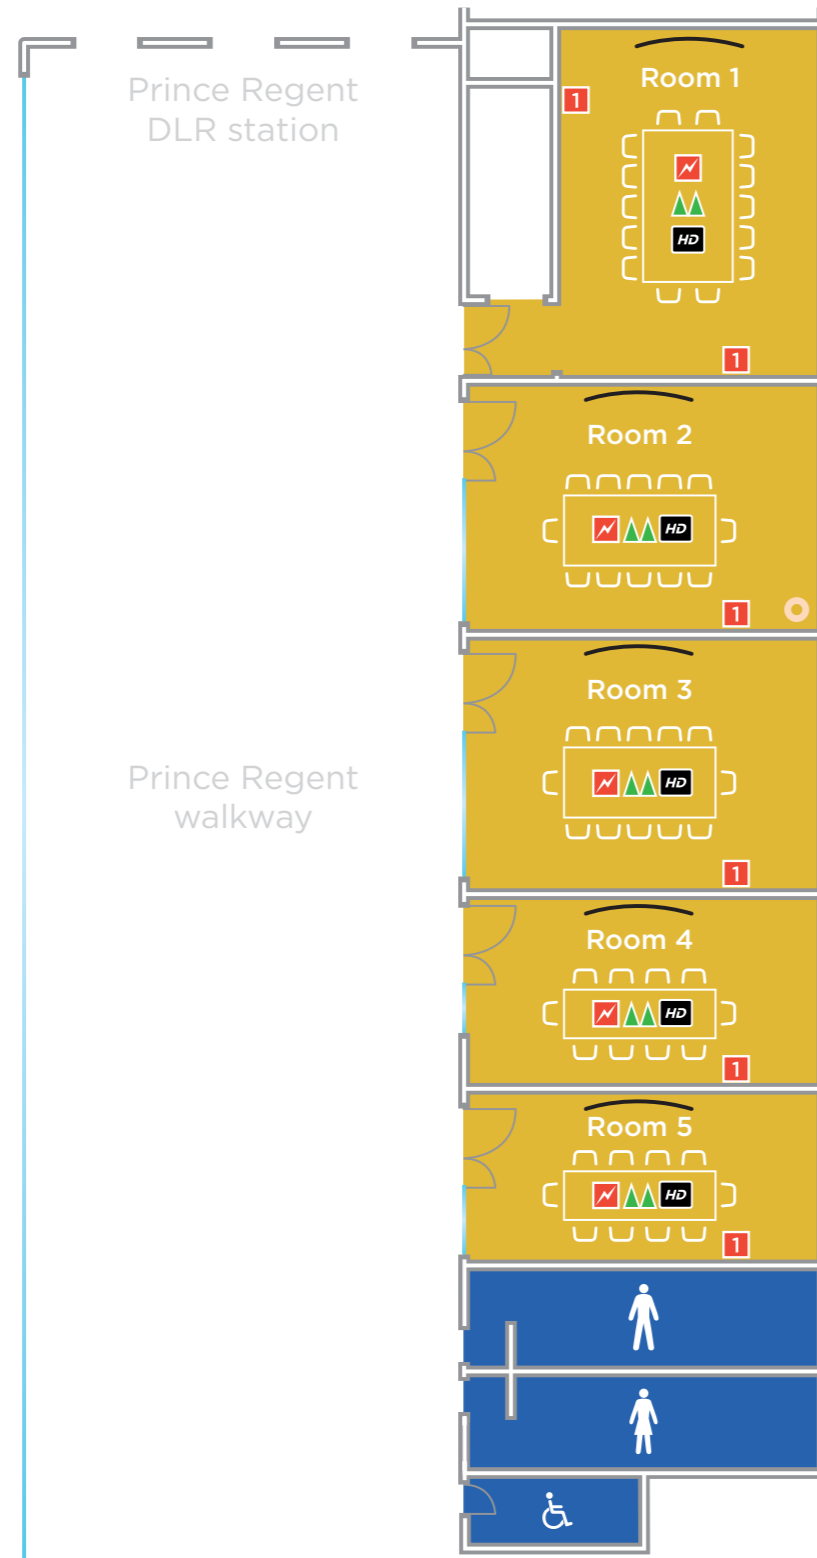 Prince Regent
DLR station
Room 1
1
HD
1
Room 2
HD
1
Room 3
Prince Regent
walkway
HD
1
Room 4
HD
1
Room 5
HD
1